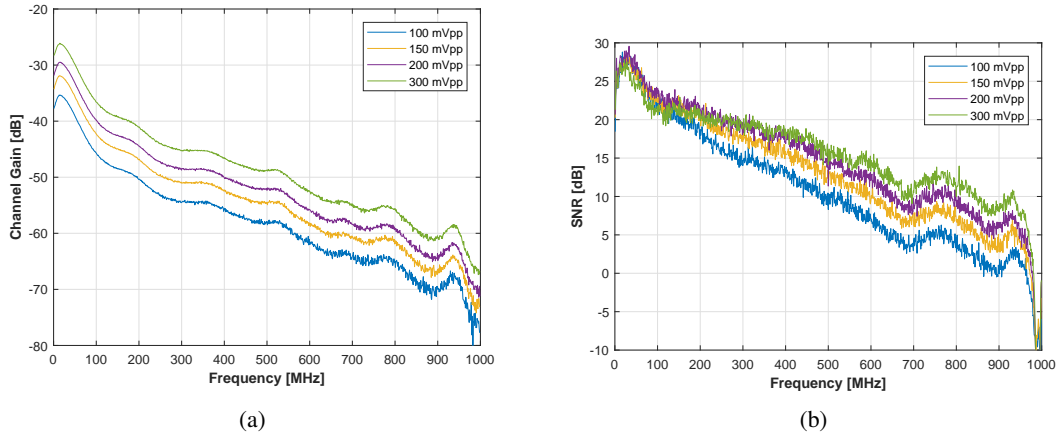 -20
-30
-40
-50
-60
-70
-80
Channel Gain [dB]
0 100 200 300 400 500 600 700 800 900 1000
Frequency [MHz]
100 mVpp
150 mVpp
200 mVpp
300 mVpp
(a)
30
25
20
15
10
5
0
-5
-10
SNR [dB]
0 100 200 300 400 500 600 700 800 900 1000
Frequency [MHz]
100 mVpp
150 mVpp
200 mVpp
300 mVpp
(b)